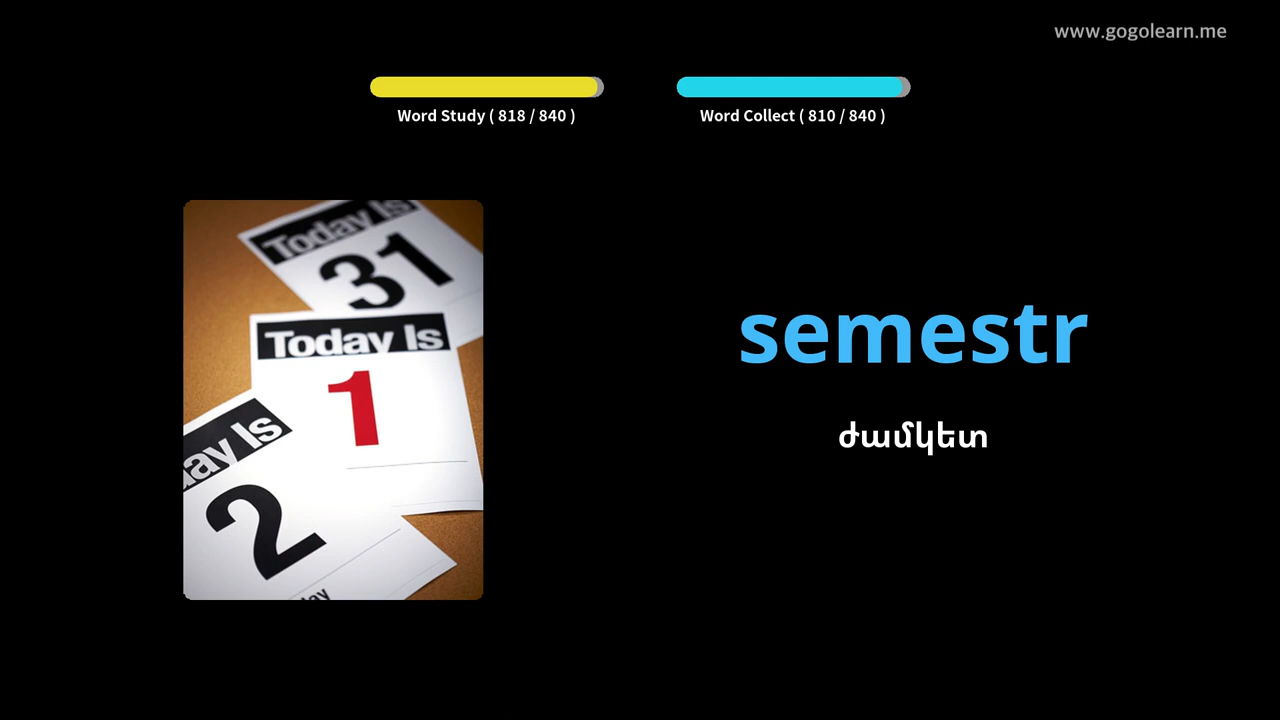 www.gogolearn.me
Word Study ( 818 / 840 )
Word Collect ( 810 / 840 )
Today Is
31
Today Is
1
day Is
2
semestr
ժամկետ